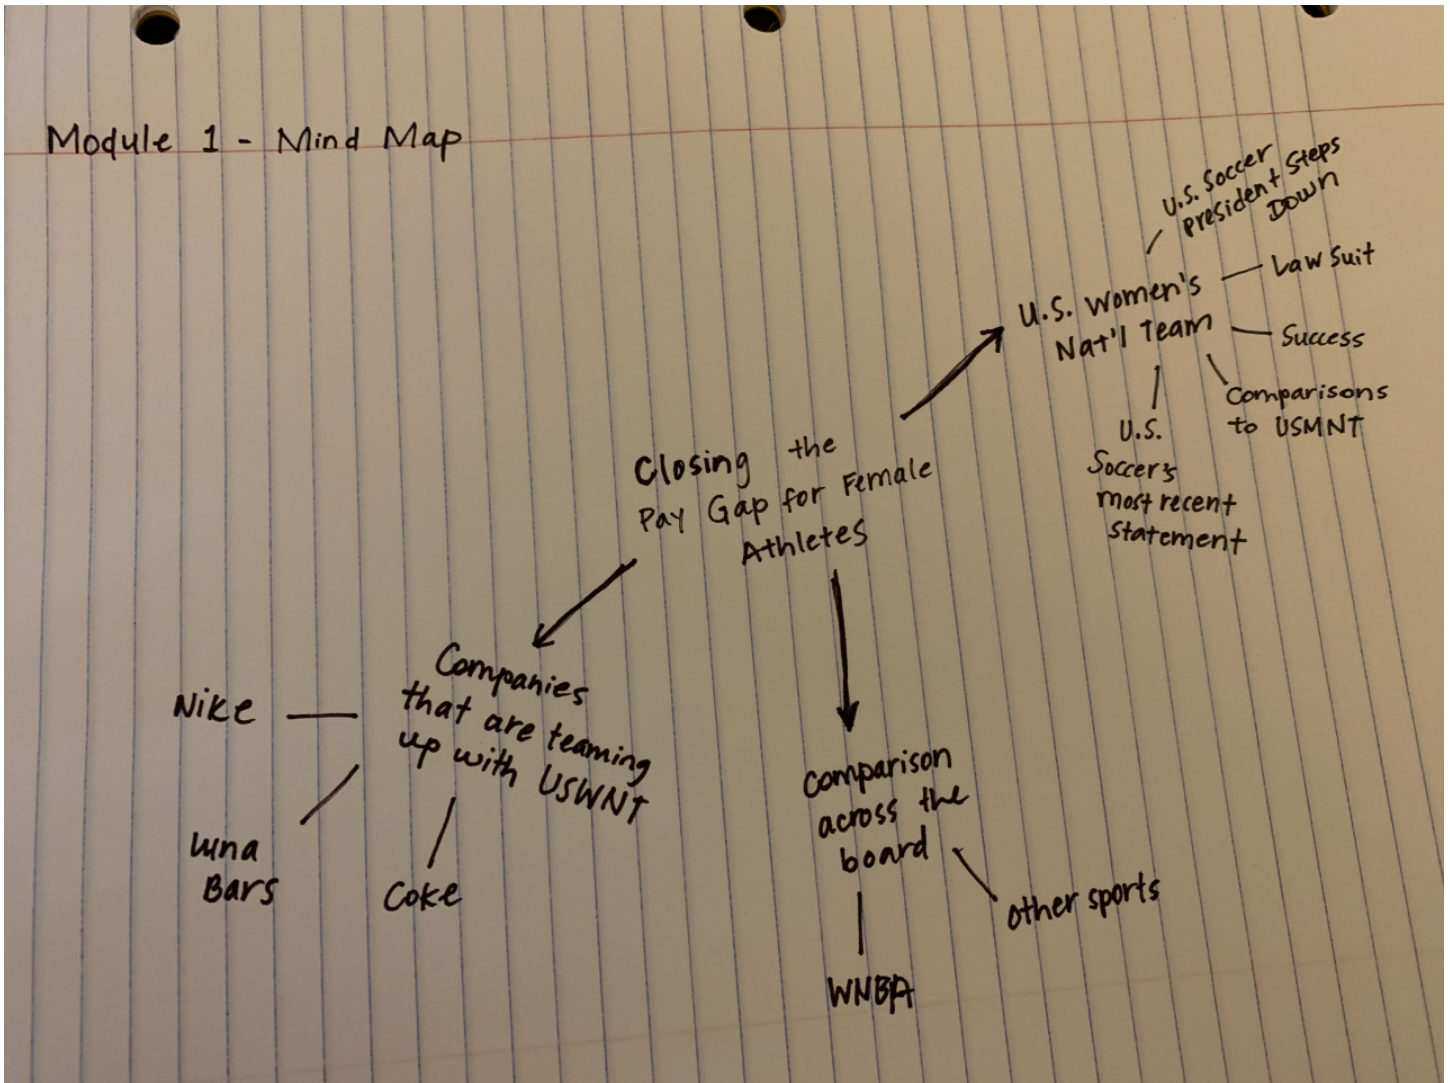 Module 1 - Mind Map
U.S. Soccer
president Steps
Down
Law Suit
U.S. Women's
Nat'l Team
Success
Comparisons
to USMNT
U.S.
Soccer's
most recent
statement
Closing the
Pay Gap for Female
Athletes
Companies
that are teaming
up with USWNT
Nike
Luna
Bars
Coke
comparison
across the
board
other sports
WNBA